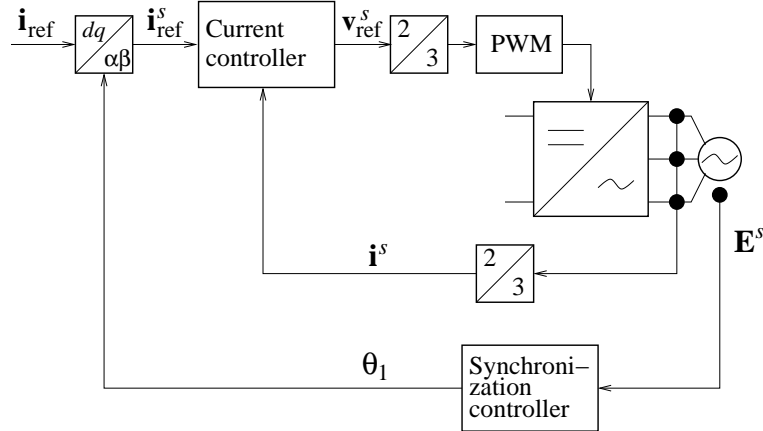 i_ref
dq
αβ
i^s_ref
Current
controller
v^s_ref
2
3
PWM
E^s
i^s
2
3
θ_1
Synchroni–
zation
controller